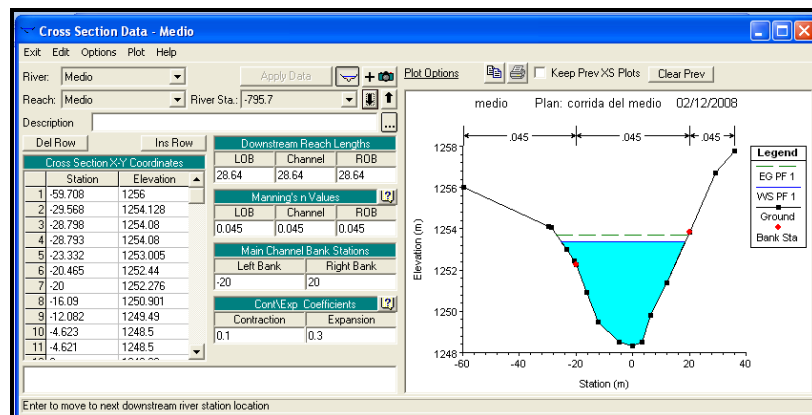 Cross Section Data - Medio
Exit Edit Options Plot Help
River: Medio Apply Data
Reach: Medio River Sta.: -795.7
Description ...
Del Row Ins Row
Cross Section X-Y Coordinates
Station Elevation
1 -59.708 1256
2 -29.568 1254.128
3 -28.798 1254.08
4 -28.793 1254.08
5 -23.332 1253.005
6 -20.465 1252.44
7 -20 1252.276
8 -16.09 1250.901
9 -12.082 1249.49
10 -4.623 1248.5
11 -4.621 1248.5
Downstream Reach Lengths
LOB Channel ROB
28.64 28.64 28.64
Manning's n Values
LOB Channel ROB
0.045 0.045 0.045
Main Channel Bank Stations
Left Bank Right Bank
-20 20
Cont\Exp Coefficients
Contraction Expansion
0.1 0.3
Plot Options Keep Prev XS Plots Clear Prev
medio Plan: corrida del medio 02/12/2008
.045 .045 .045
1258
1256
1254
1252
1250
1248
Elevation (m)
-60 -40 -20 0 20 40
Station (m)
Legend
EG PF 1
WS PF 1
Ground
Bank Sta
Enter to move to next downstream river station location